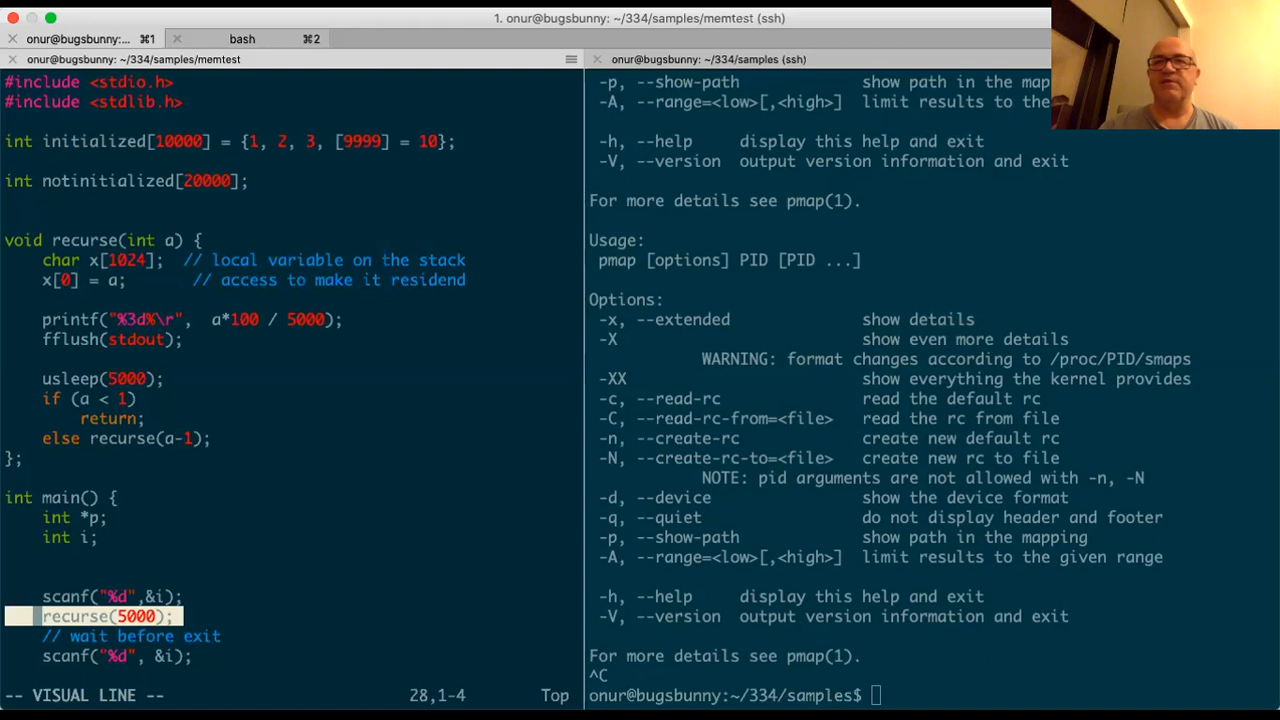 1. onur@bugsbunny: ~/334/samples/memtest (ssh)
onur@bugsbunny:... ⌘1
bash ⌘2
onur@bugsbunny: ~/334/samples/memtest
#include <stdio.h>
#include <stdlib.h>
int initialized[10000] = {1, 2, 3, [9999] = 10};
int notinitialized[20000];
void recurse(int a) {
char x[1024]; // local variable on the stack
x[0] = a; // access to make it residend
printf("%3d%\r", a*100 / 5000);
fflush(stdout);
usleep(5000);
if (a < 1)
return;
else recurse(a-1);
};
int main() {
int *p;
int i;
scanf("%d",&i);
recurse(5000);
// wait before exit
scanf("%d", &i);
-- VISUAL LINE -- 28,1-4 Top
onur@bugsbunny: ~/334/samples (ssh)
-p, --show-path show path in the map
-A, --range=<low>[,<high>] limit results to the
-h, --help display this help and exit
-V, --version output version information and exit
For more details see pmap(1).
Usage:
pmap [options] PID [PID ...]
Options:
-x, --extended show details
-X show even more details
WARNING: format changes according to /proc/PID/smaps
-XX show everything the kernel provides
-c, --read-rc read the default rc
-C, --read-rc-from=<file> read the rc from file
-n, --create-rc create new default rc
-N, --create-rc-to=<file> create new rc to file
NOTE: pid arguments are not allowed with -n, -N
-d, --device show the device format
-q, --quiet do not display header and footer
-p, --show-path show path in the mapping
-A, --range=<low>[,<high>] limit results to the given range
-h, --help display this help and exit
-V, --version output version information and exit
For more details see pmap(1).
^C
onur@bugsbunny:~/334/samples$